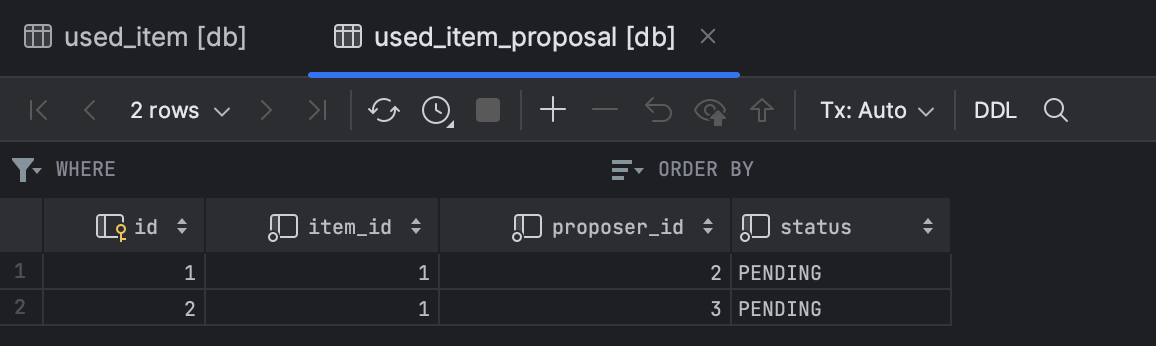 used_item [db] used_item_proposal [db]
2 rows Tx: Auto DDL
WHERE ORDER BY
id item_id proposer_id status
1 1 1 2 PENDING
2 2 1 3 PENDING